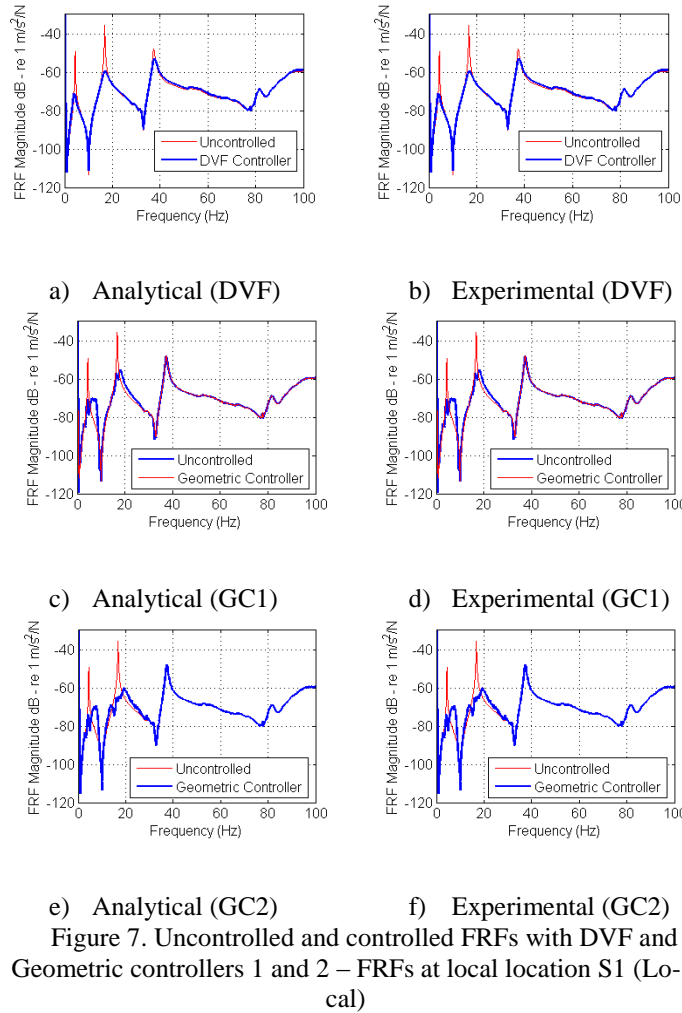 FRF Magnitude dB - re 1 m/s²/N
-40
-60
-80
-100
-120
0
20
40
60
80
100
Uncontrolled
DVF Controller
Frequency (Hz)
FRF Magnitude dB - re 1 m/s²/N
-40
-60
-80
-100
-120
0
20
40
60
80
100
Uncontrolled
DVF Controller
Frequency (Hz)
a) Analytical (DVF)
b) Experimental (DVF)
FRF Magnitude dB - re 1 m/s²/N
-40
-60
-80
-100
-120
0
20
40
60
80
100
Uncontrolled
Geometric Controller
Frequency (Hz)
FRF Magnitude dB - re 1 m/s²/N
-40
-60
-80
-100
-120
0
20
40
60
80
100
Uncontrolled
Geometric Controller
Frequency (Hz)
c) Analytical (GC1)
d) Experimental (GC1)
FRF Magnitude dB - re 1 m/s²/N
-40
-60
-80
-100
-120
0
20
40
60
80
100
Uncontrolled
Geometric Controller
Frequency (Hz)
FRF Magnitude dB - re 1 m/s²/N
-40
-60
-80
-100
-120
0
20
40
60
80
100
Uncontrolled
Geometric Controller
Frequency (Hz)
e) Analytical (GC2)
f) Experimental (GC2)
Figure 7. Uncontrolled and controlled FRFs with DVF and
Geometric controllers 1 and 2 – FRFs at local location S1 (Lo-
cal)